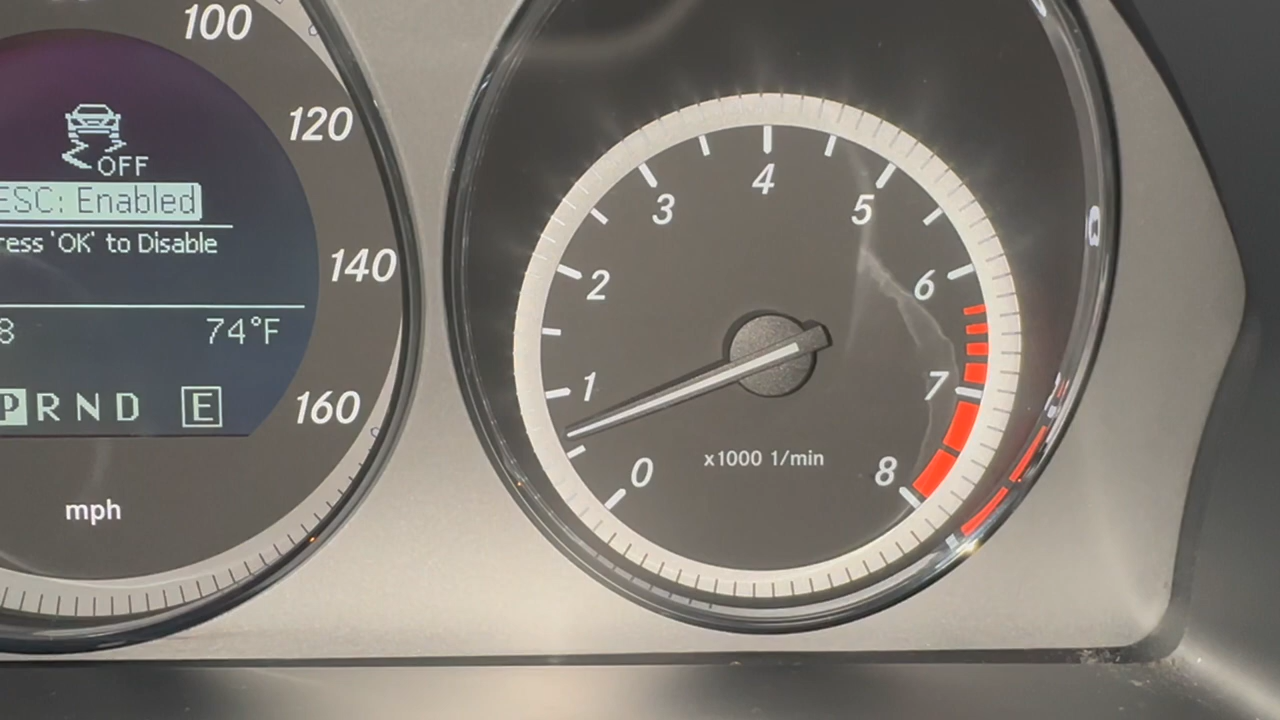 100
120
140
160
OFF
ESC: Enabled
ress 'OK' to Disable
8 74°F
P R N D E
mph
0
1
2
3
4
5
6
7
8
x1000 1/min